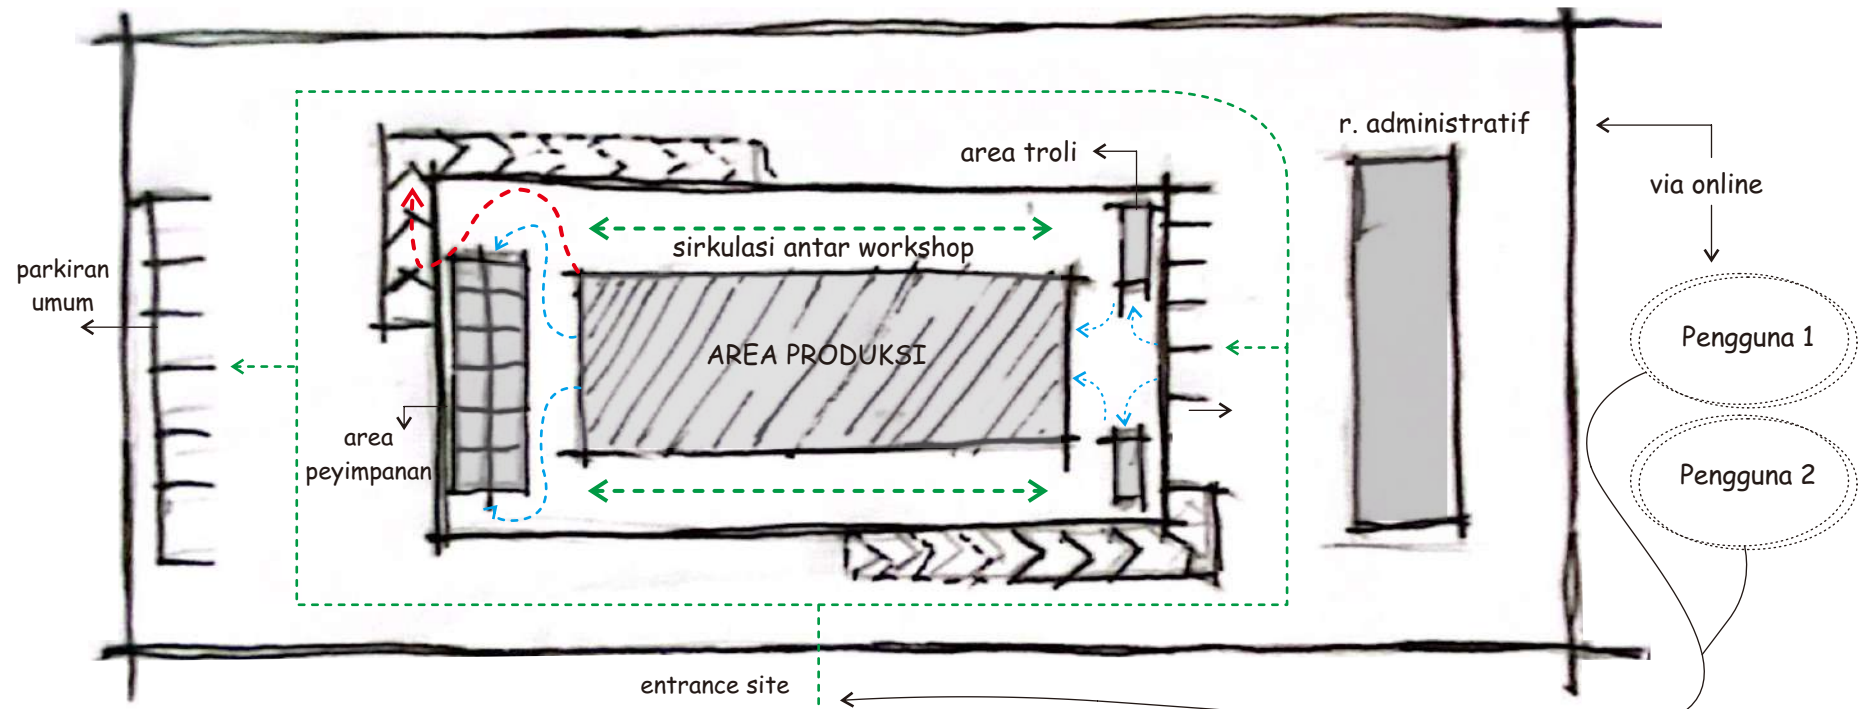 r. administratif
area troli
via online
sirkulasi antar workshop
parkiran
umum
Pengguna 1
AREA PRODUKSI
area
peyimpanan
Pengguna 2
entrance site